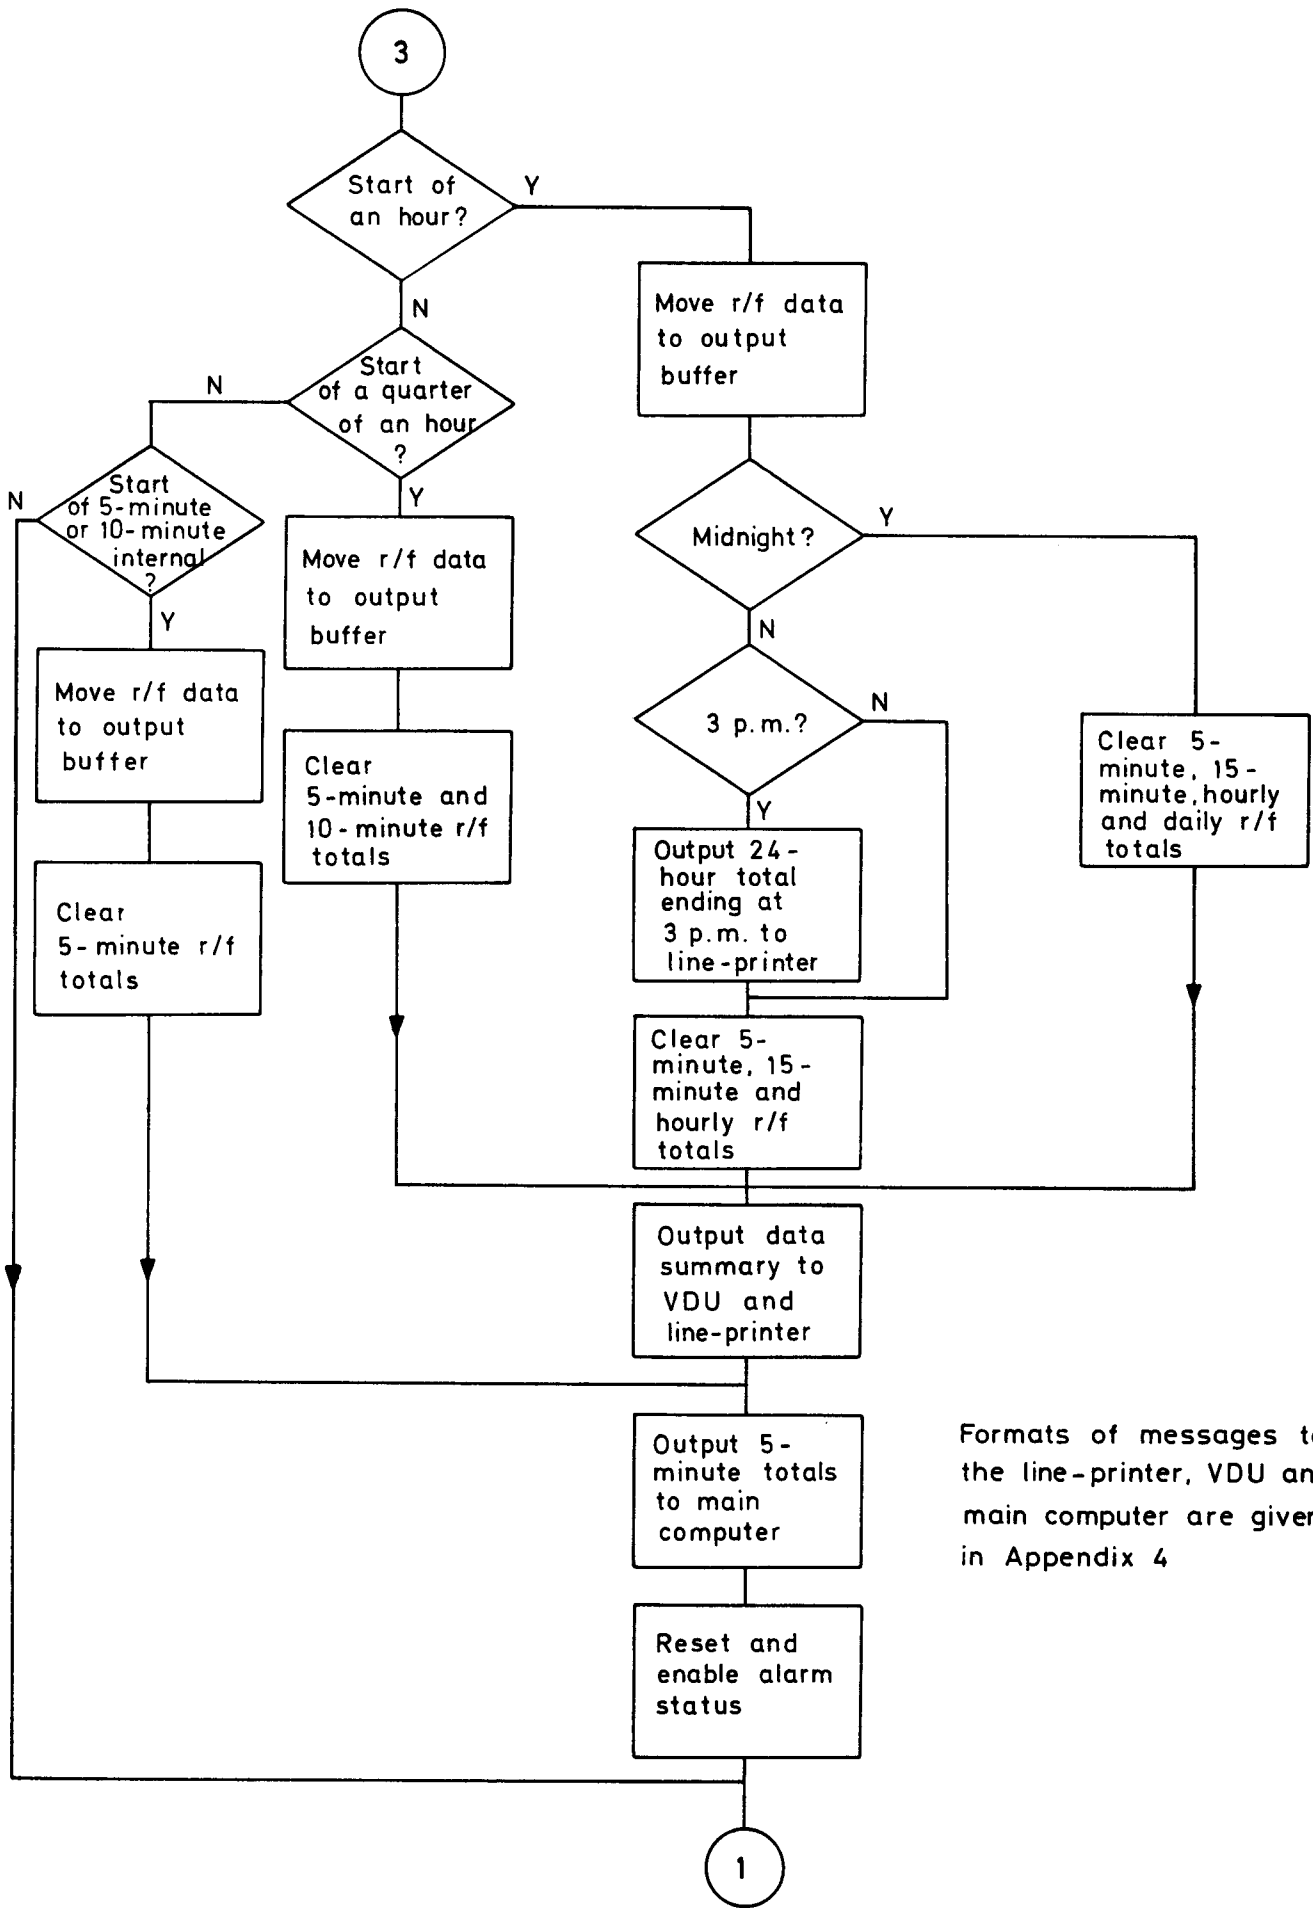 3
Start of
an hour?
Y
N
Move r/f data
to output
buffer
Start
of a quarter
of an hour
?
N
Y
Midnight?
Y
N
Start
of 5-minute
or 10-minute
internal
?
N
Y
Move r/f data
to output
buffer
Move r/f data
to output
buffer
3 p.m.?
N
Y
Clear 5-
minute, 15-
minute, hourly
and daily r/f
totals
Clear
5-minute and
10-minute r/f
totals
Output 24-
hour total
ending at
3 p.m. to
line-printer
Clear
5-minute r/f
totals
Clear 5-
minute, 15-
minute and
hourly r/f
totals
Output data
summary to
VDU and
line-printer
Output 5-
minute totals
to main
computer
Formats of messages
the line-printer, VDU
main computer are
in Appendix 4
Reset and
enable alarm
status
1